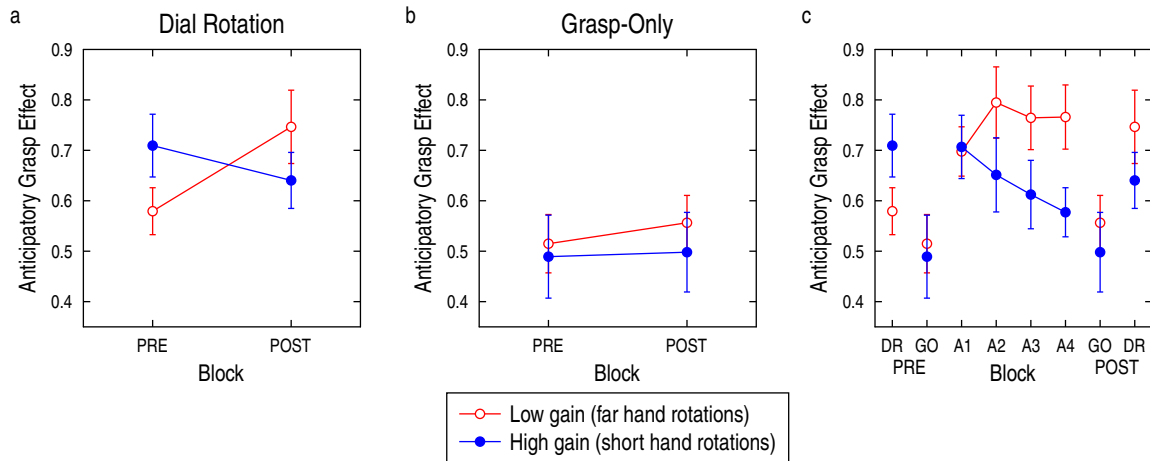 a
Dial Rotation
Anticipatory Grasp Effect
0.9
0.8
0.7
0.6
0.5
0.4
PRE
POST
Block
b
Grasp-Only
Anticipatory Grasp Effect
0.9
0.8
0.7
0.6
0.5
0.4
PRE
POST
Block
c
Anticipatory Grasp Effect
0.9
0.8
0.7
0.6
0.5
0.4
DR GO A1 A2 A3 A4 GO DR
PRE Block POST
Low gain (far hand rotations)
High gain (short hand rotations)